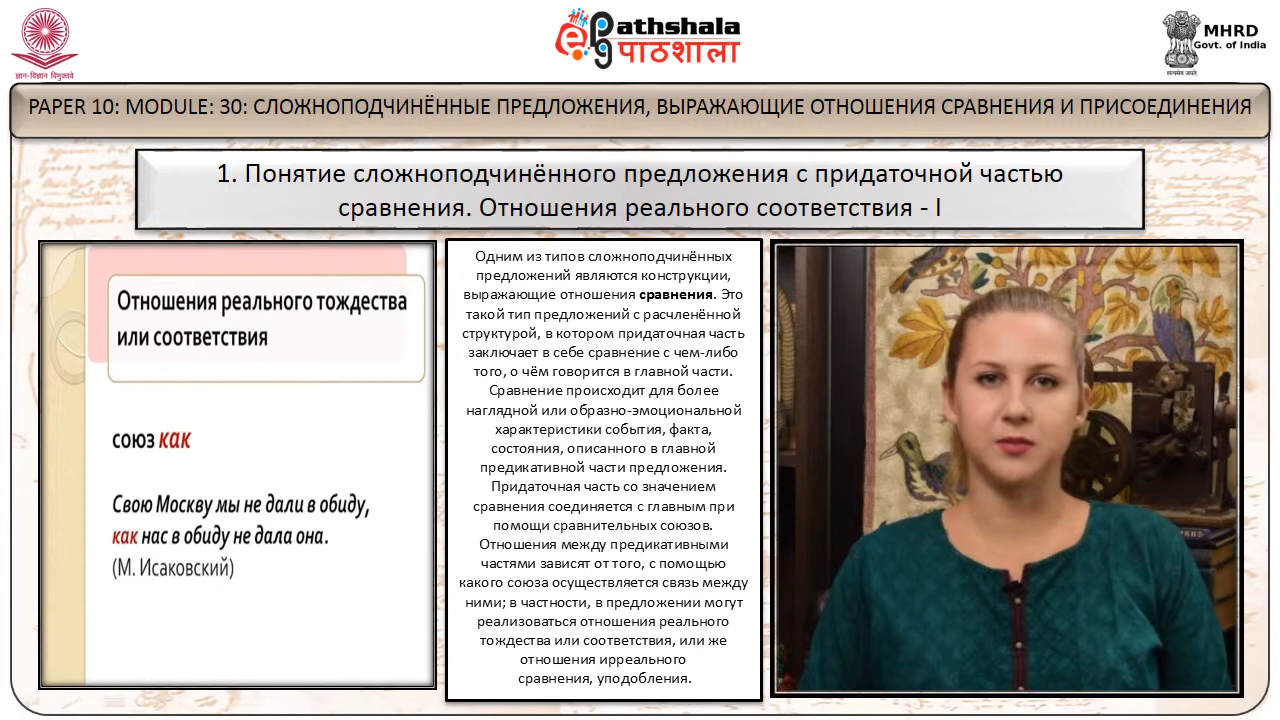 ज्ञान-विज्ञान विमुक्तये
ePG Pathshala
पाठशाला
सत्यमेव जयते
MHRD
Govt. of India
PAPER 10: MODULE: 30: СЛОЖНОПОДЧИНЁННЫЕ ПРЕДЛОЖЕНИЯ, ВЫРАЖАЮЩИЕ ОТНОШЕНИЯ СРАВНЕНИЯ И ПРИСОЕДИНЕНИЯ
1. Понятие сложноподчинённого предложения с придаточной частью
сравнения. Отношения реального соответствия - I
Отношения реального тождества
или соответствия
союз как
Свою Москву мы не дали в обиду,
как нас в обиду не дала она.
(М. Исаковский)
Одним из типов сложноподчинённых
предложений являются конструкции,
выражающие отношения сравнения. Это
такой тип предложений с расчленённой
структурой, в котором придаточная часть
заключает в себе сравнение с чем-либо
того, о чём говорится в главной части.
Сравнение происходит для более
наглядной или образно-эмоциональной
характеристики события, факта,
состояния, описанного в главной
предикативной части предложения.
Придаточная часть со значением
сравнения соединяется с главным при
помощи сравнительных союзов.
Отношения между предикативными
частями зависят от того, с помощью
какого союза осуществляется связь между
ними; в частности, в предложении могут
реализоваться отношения реального
тождества или соответствия, или же
отношения ирреального
сравнения, уподобления.